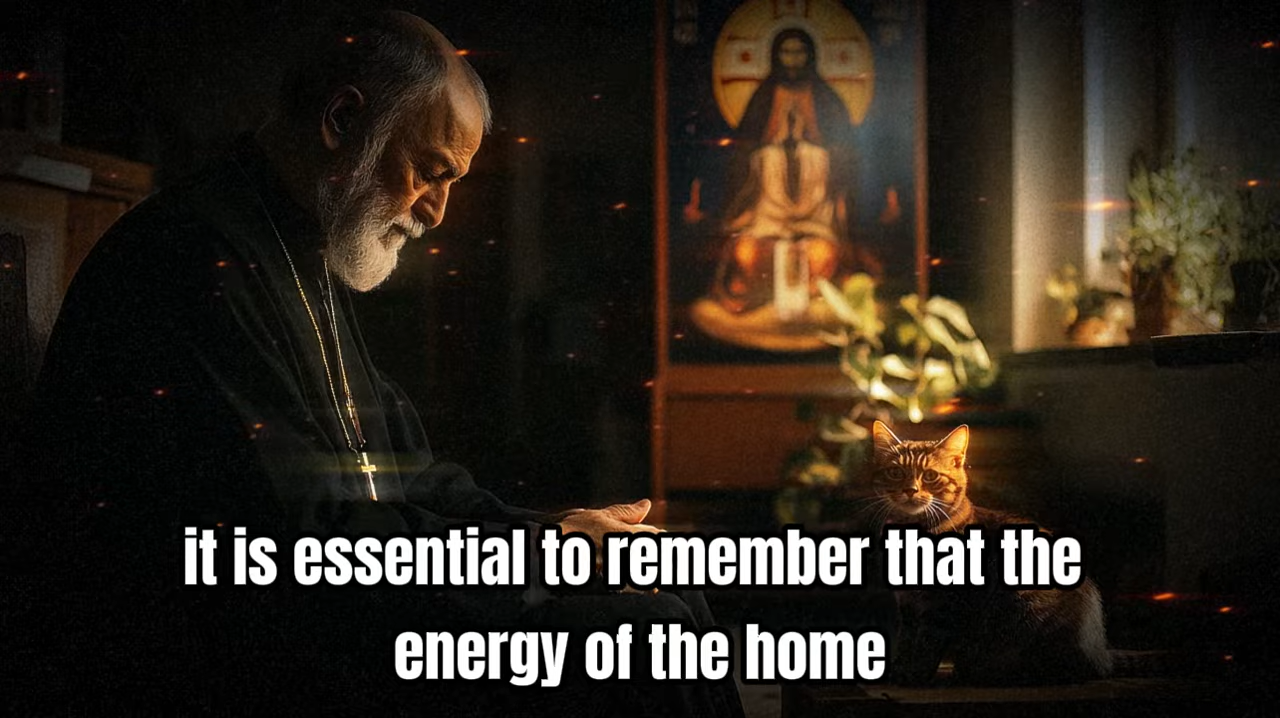 it is essential to remember that the
energy of the home